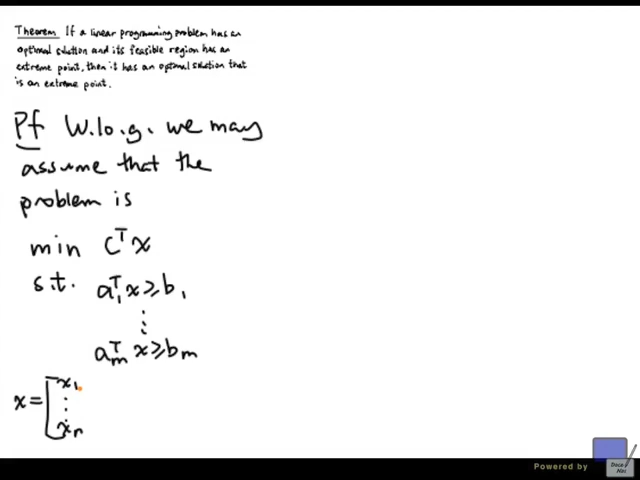 Theorem If a linear programming problem has an
optimal solution and its feasible region has an
extreme point, then it has an optimal solution that
is an extreme point.
Pf W.lo.g. we may
assume that the
problem is
min cᵀx
s.t. a₁ᵀx ≥ b₁
⋮
aₘᵀ x ≥ bₘ
x = [x₁
⋮
xₙ
Powered by